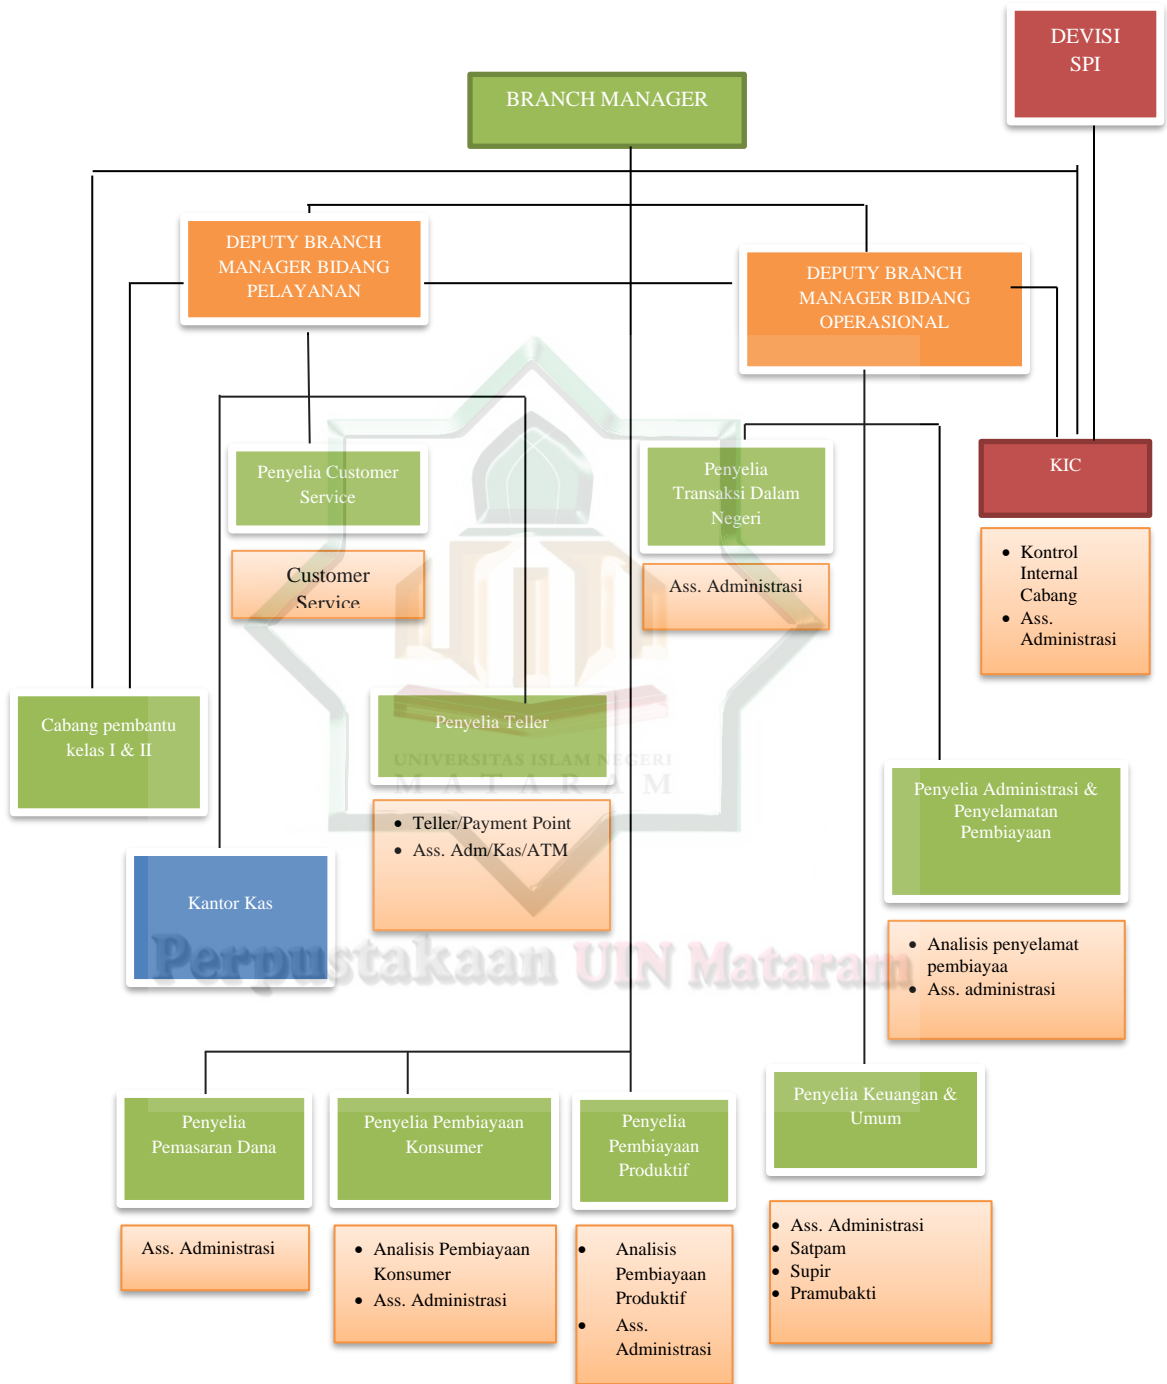 DEVISI
SPI
BRANCH MANAGER
DEPUTY BRANCH
MANAGER BIDANG
PELAYANAN
DEPUTY BRANCH
MANAGER BIDANG
OPERASIONAL
Penyelia Customer
Service
Customer
Service
Penyelia
Transaksi Dalam
Negeri
Ass. Administrasi
KIC
• Kontrol
Internal
Cabang
• Ass.
Administrasi
Cabang pembantu
kelas I & II
Penyelia Teller
UNIVERSITAS ISLAM NEGERI
MATARAM
• Teller/Payment Point
• Ass. Adm/Kas/ATM
Penyelia Administrasi &
Penyelamatan
Pembiayaan
Kantor Kas
• Analisis penyelamat
pembiayaa
• Ass. administrasi
Perpustakaan UIN Mataram
Penyelia
Pemasaran Dana
Penyelia Pembiayaan
Konsumer
Penyelia
Pembiayaan
Produktif
Penyelia Keuangan &
Umum
Ass. Administrasi
• Analisis Pembiayaan
Konsumer
• Ass. Administrasi
• Analisis
Pembiayaan
Produktif
• Ass.
Administrasi
• Ass. Administrasi
• Satpam
• Supir
• Pramubakti